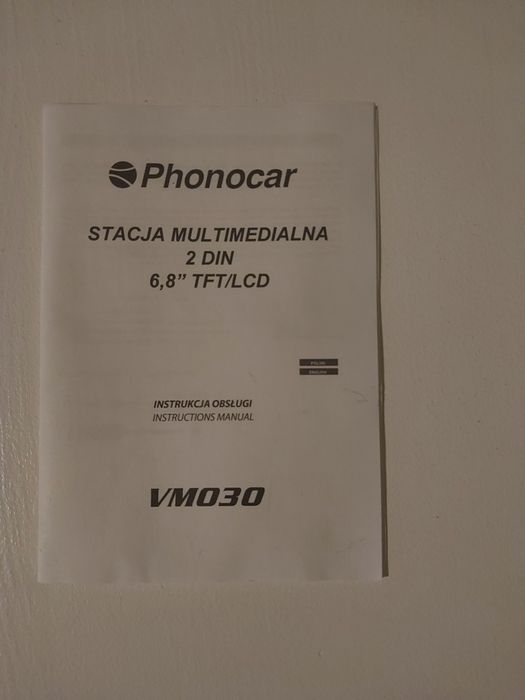 Phonocar
STACJA MULTIMEDIALNA
2 DIN
6,8” TFT/LCD
POLSKI
ENGLISH
INSTRUKCJA OBSŁUGI
INSTRUCTIONS MANUAL
VM030